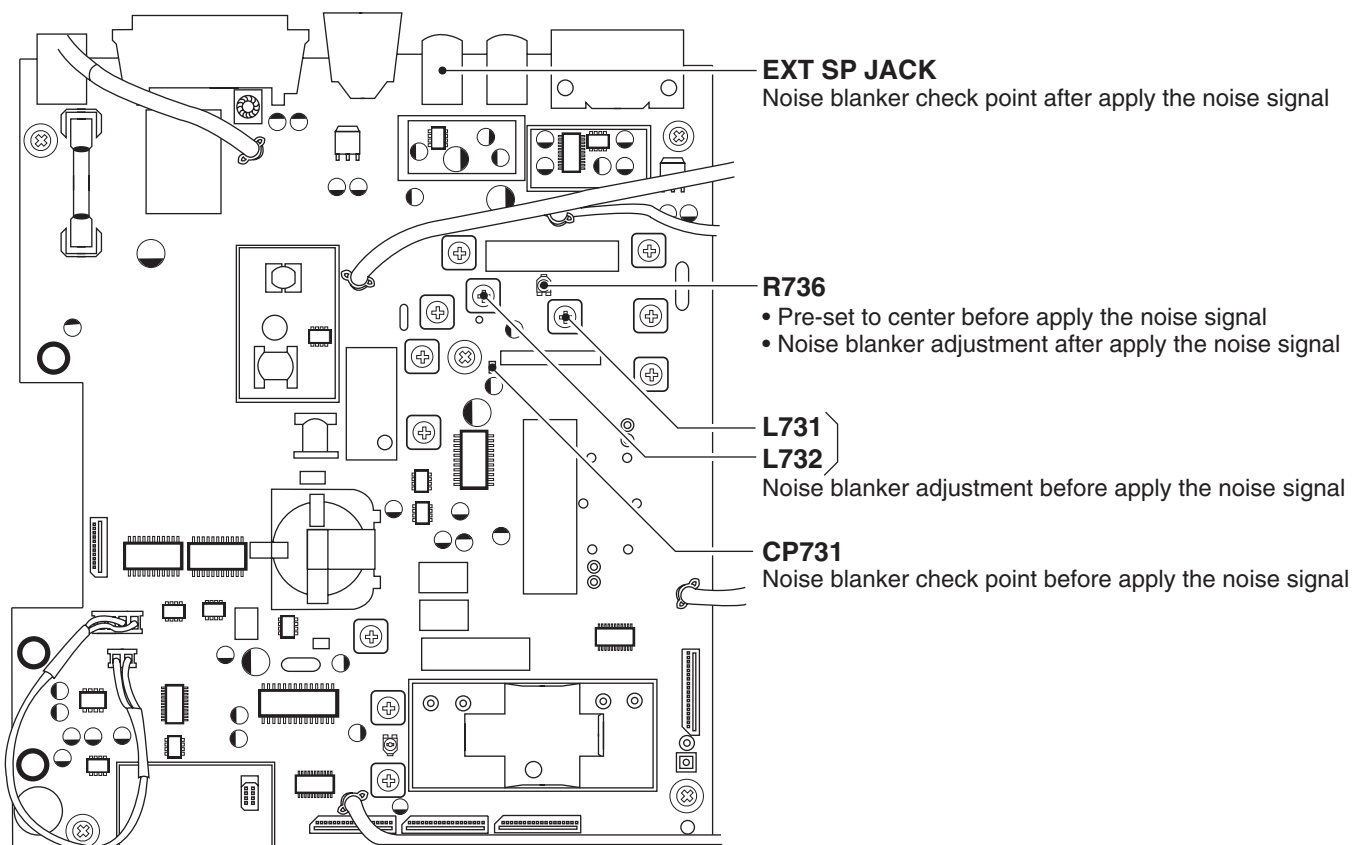 EXT SP JACK
Noise blanker check point after apply the noise signal
R736
• Pre-set to center before apply the noise signal
• Noise blanker adjustment after apply the noise signal
L731
L732
Noise blanker adjustment before apply the noise signal
CP731
Noise blanker check point before apply the noise signal